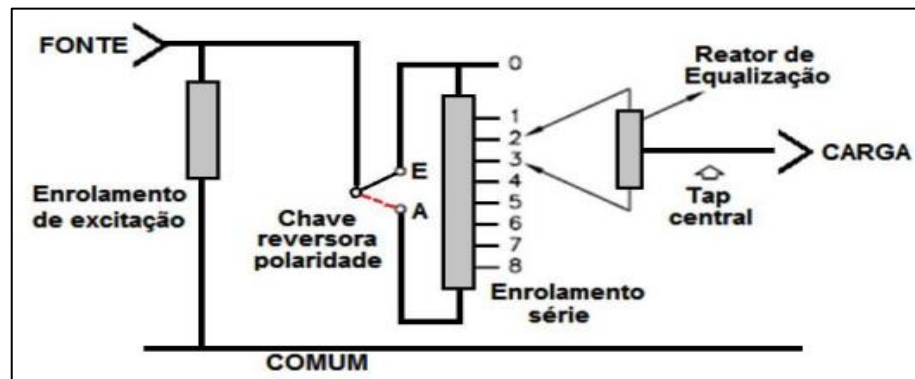 FONTE
Enrolamento
de excitação
Chave
reversora
polaridade
E
A
0
1
2
3
4
5
6
7
8
Enrolamento
série
Reator de
Equalização
CARGA
Tap
central
COMUM